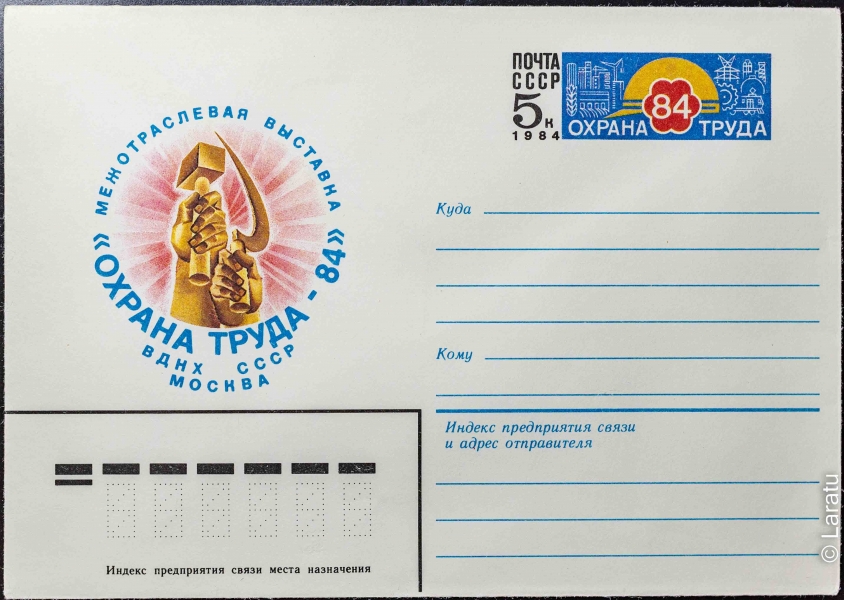 МЕЖОТРАСЛЕВАЯ ВЫСТАВКА
«ОХРАНА ТРУДА - 84»
ВДНХ СССР
МОСКВА
ПОЧТА
СССР
5к
1984
84
ОХРАНА ТРУДА
Куда
Кому
Индекс предприятия связи
и адрес отправителя
Индекс предприятия связи места назначения
© Laratu